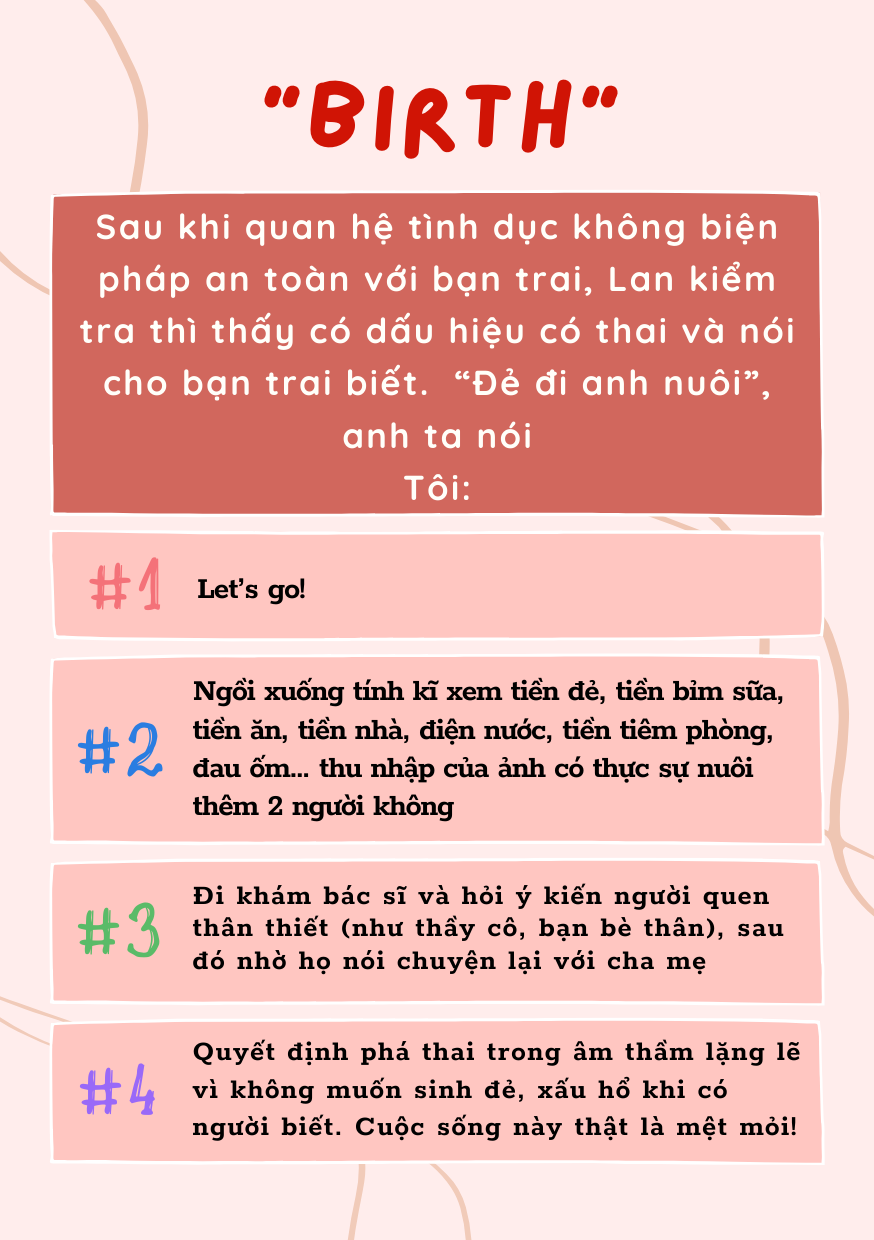 "BIRTH"
Sau khi quan hệ tình dục không biện
pháp an toàn với bạn trai, Lan kiểm
tra thì thấy có dấu hiệu có thai và nói
cho bạn trai biết.  “Đẻ đi anh nuôi”,
anh ta nói
Tôi:
#1 Let’s go!
#2 Ngồi xuống tính kĩ xem tiền đẻ, tiền bỉm sữa,
tiền ăn, tiền nhà, điện nước, tiền tiêm phòng,
đau ốm... thu nhập của ảnh có thực sự nuôi
thêm 2 người không
#3 Đi khám bác sĩ và hỏi ý kiến người quen
thân thiết (như thầy cô, bạn bè thân), sau
đó nhờ họ nói chuyện lại với cha mẹ
#4 Quyết định phá thai trong âm thầm lặng lẽ
vì không muốn sinh đẻ, xấu hổ khi có
người biết. Cuộc sống này thật là mệt mỏi!